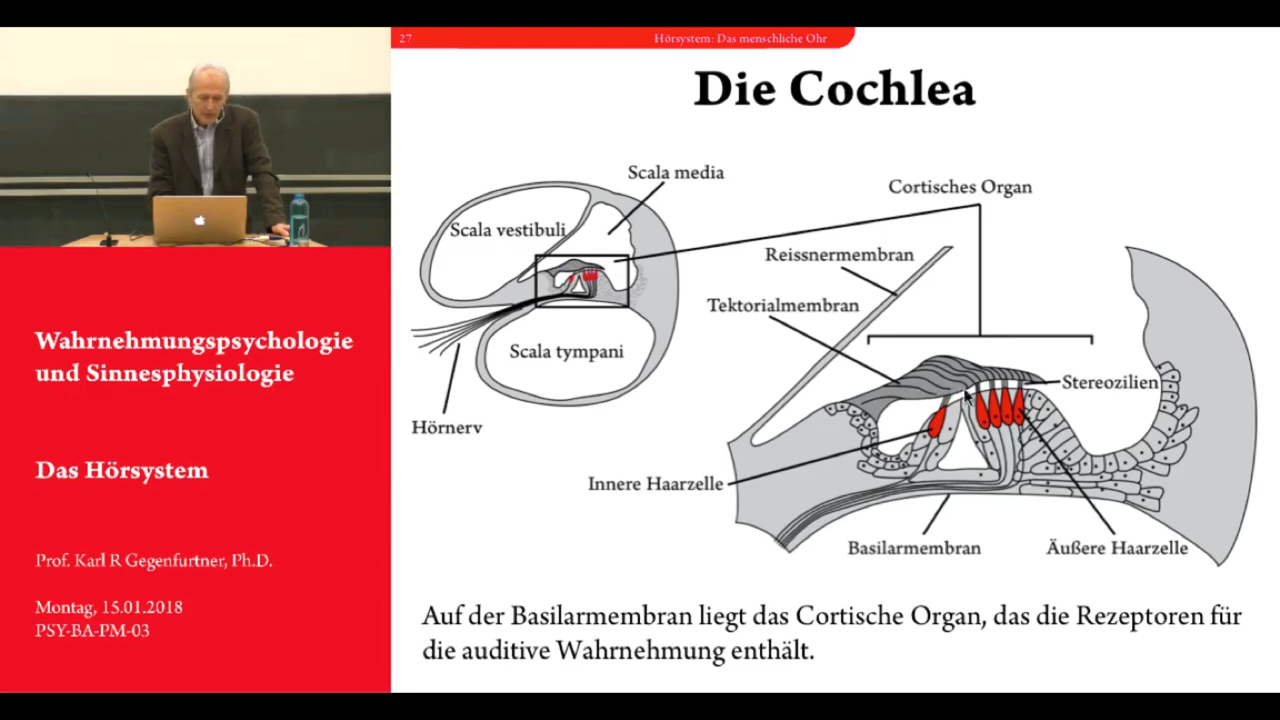 27
Hörsystem: Das menschliche Ohr
Die Cochlea
Scala media
Cortisches Organ
Scala vestibuli
Reissnermembran
Tektorialmembran
Scala tympani
Stereozilien
Hörnerv
Innere Haarzelle
Basilarmembran
Äußere Haarzelle
Auf der Basilarmembran liegt das Cortische Organ, das die Rezeptoren für
die auditive Wahrnehmung enthält.
Wahrnehmungspsychologie
und Sinnesphysiologie
Das Hörsystem
Prof. Karl R Gegenfurtner, Ph.D.
Montag, 15.01.2018
PSY-BA-PM-03